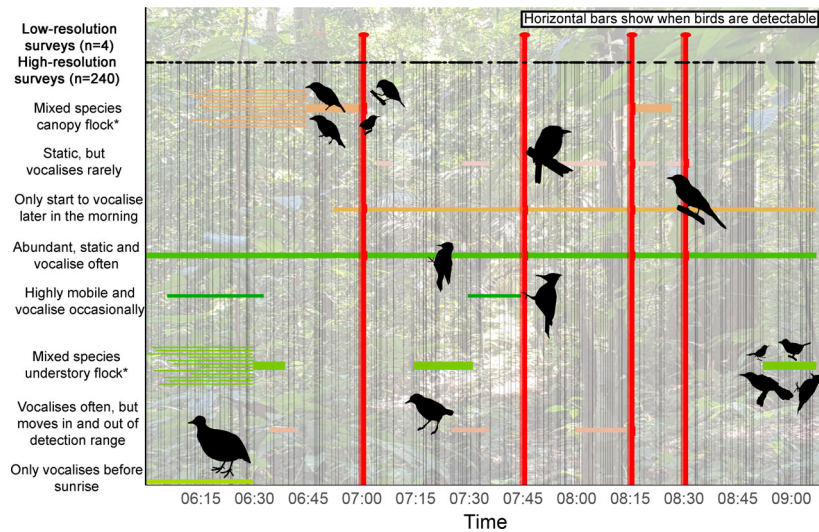 Horizontal bars show when birds are detectable
Low-resolution
surveys (n=4)
High-resolution
surveys (n=240)
Mixed species
canopy flock*
Static, but
vocalises rarely
Only start to vocalise
later in the morning
Abundant, static and
vocalise often
Highly mobile and
vocalise occasionally
Mixed species
understory flock*
Vocalises often, but
moves in and out of
detection range
Only vocalises before
sunrise
06:15 06:30 06:45 07:00 07:15 07:30 07:45 08:00 08:15 08:30 08:45 09:00
Time